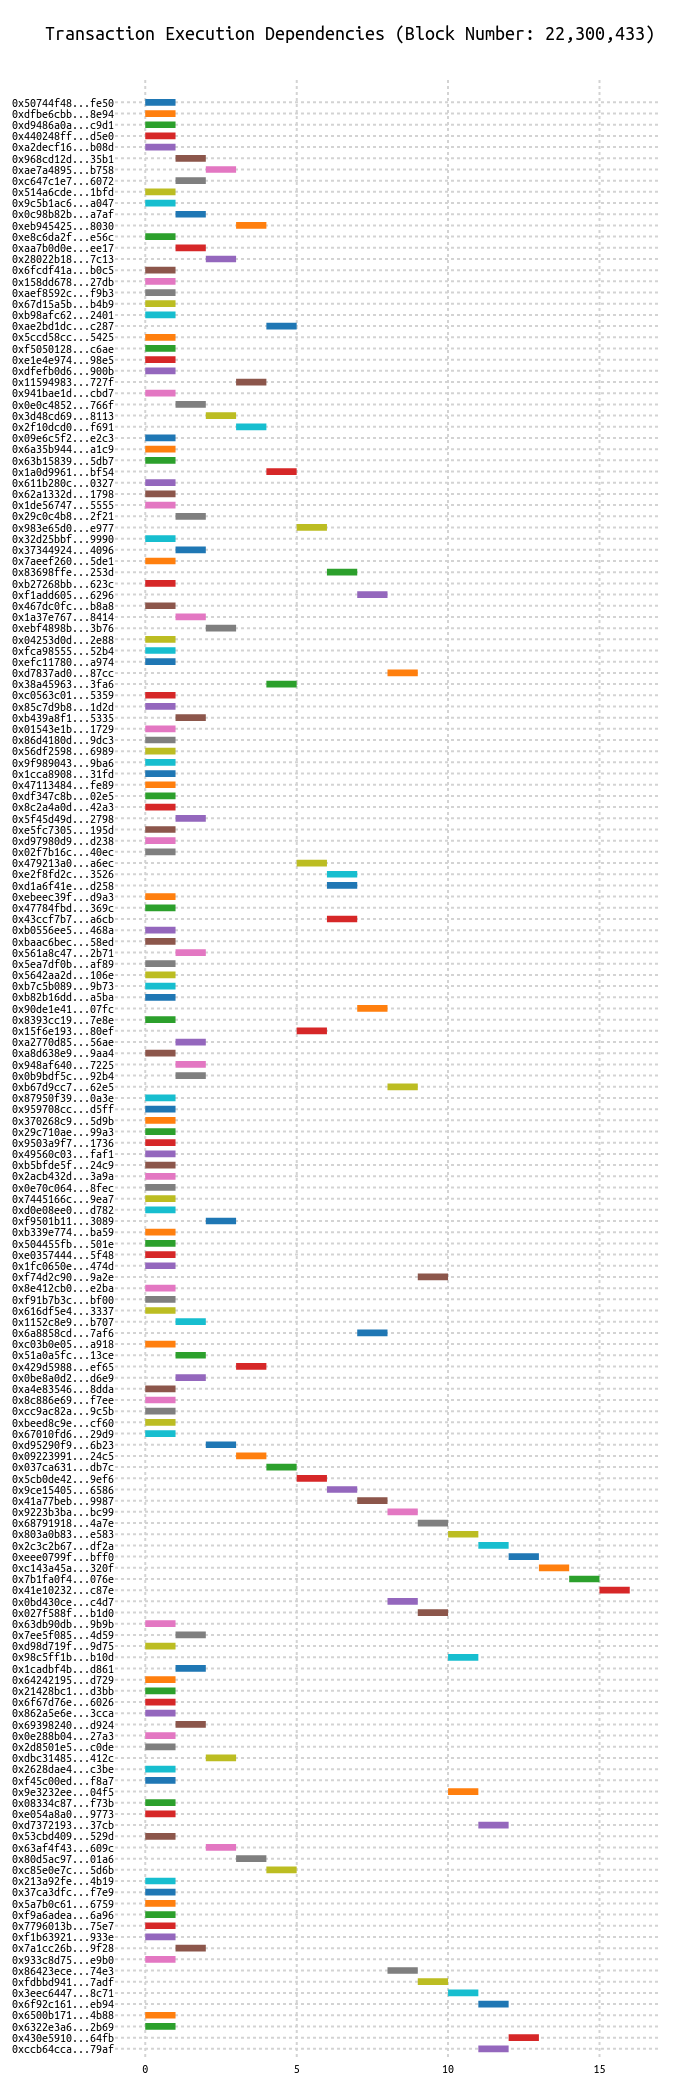 Transaction Execution Dependencies (Block Number: 22,300,433)
0x50744f48...fe50
0xdfbe6cbb...8e94
0xd9486a0a...c9d1
0x440248ff...d5e0
0xa2decf16...b08d
0x968cd12d...35b1
0xae7a4895...b758
0xc647c1e7...6072
0x514a6cde...1bfd
0x9c5b1ac6...a047
0x0c98b82b...a7af
0xeb945425...8030
0xe8c6da2f...e56c
0xaa7b0d0e...ee17
0x28022b18...7c13
0x6fcdf41a...b0c5
0x158dd678...27db
0xaef8592c...f9b3
0x67d15a5b...b4b9
0xb98afc62...2401
0xae2bd1dc...c287
0x5ccd58cc...5425
0xf5050128...c6ae
0xe1e4e974...98e5
0xdfefb0d6...900b
0x11594983...727f
0x941bae1d...cbd7
0x0e0c4852...766f
0x3d48cd69...8113
0x2f10dcd0...f691
0x09e6c5f2...e2c3
0x6a35b944...a1c9
0x63b15839...5db7
0x1a0d9961...bf54
0x611b280c...0327
0x62a1332d...1798
0x1de56747...5555
0x29c0c4b8...2f21
0x983e65d0...e977
0x32d25bbf...9990
0x37344924...4096
0x7aeef260...5de1
0x83698ffe...253d
0xb27268bb...623c
0xf1add605...6296
0x467dc0fc...b8a8
0x1a37e767...8414
0xebf4898b...3b76
0x04253d0d...2e88
0xfca98555...52b4
0xefc11780...a974
0xd7837ad0...87cc
0x38a45963...3fa6
0xc0563c01...5359
0x85c7d9b8...1d2d
0xb439a8f1...5335
0x01543e1b...1729
0x86d4180d...9dc3
0x56df2598...6989
0x9f989043...9ba6
0x1cca8908...31fd
0x47113484...fe89
0xdf347c8b...02e5
0x8c2a4a0d...42a3
0x5f45d49d...2798
0xe5fc7305...195d
0xd97980d9...d238
0x02f7b16c...40ec
0x479213a0...a6ec
0xe2f8fd2c...3526
0xd1a6f41e...d258
0xebeec39f...d9a3
0x47784fbd...369c
0x43ccf7b7...a6cb
0xb0556ee5...468a
0xbaac6bec...58ed
0x561a8c47...2b71
0x5ea7df0b...af89
0x5642aa2d...106e
0xb7c5b089...9b73
0xb82b16dd...a5ba
0x90de1e41...07fc
0x8393cc19...7e8e
0x15f6e193...80ef
0xa2770d85...56ae
0xa8d638e9...9aa4
0x948af640...7225
0x0b9bdf5c...92b4
0xb67d9cc7...62e5
0x87950f39...0a3e
0x959708cc...d5ff
0x370268c9...5d9b
0x29c710ae...99a3
0x9503a9f7...1736
0x49560c03...faf1
0xb5bfde5f...24c9
0x2acb432d...3a9a
0x0e70c064...8fec
0x7445166c...9ea7
0xd0e08ee0...d782
0xf9501b11...3089
0xb339e774...ba59
0x504455fb...501e
0xe0357444...5f48
0x1fc0650e...474d
0xf74d2c90...9a2e
0x8e412cb0...e2ba
0xf91b7b3c...bf00
0x616df5e4...3337
0x1152c8e9...b707
0x6a8858cd...7af6
0xc03b0e05...a918
0x51a0a5fc...13ce
0x429d5988...ef65
0x0be8a0d2...d6e9
0xa4e83546...8dda
0x8c886e69...f7ee
0xcc9ac82a...9c5b
0xbeed8c9e...cf60
0x67010fd6...29d9
0xd95290f9...6b23
0x09223991...24c5
0x037ca631...db7c
0x5cb0de42...9ef6
0x9ce15405...6586
0x41a77beb...9987
0x9223b3ba...bc99
0x68791918...4a7e
0x803a0b83...e583
0x2c3c2b67...df2a
0xeee0799f...bff0
0xc143a45a...320f
0x7b1fa0f4...076e
0x41e10232...c87e
0x0bd430ce...c4d7
0x027f588f...b1d0
0x63db90db...9b9b
0x7ee5f085...4d59
0xd98d719f...9d75
0x98c5ff1b...b10d
0x1cadbf4b...d861
0x64242195...d729
0x21428bc1...d3bb
0x6f67d76e...6026
0x862a5e6e...3cca
0x69398240...d924
0x0e288b04...27a3
0x2d8501e5...c0de
0xdbc31485...412c
0x2628dae4...c3be
0xf45c00ed...f8a7
0x9e3232ee...04f5
0x08334c87...f73b
0xe054a8a0...9773
0xd7372193...37cb
0x53cbd409...529d
0x63af4f43...609c
0x80d5ac97...01a6
0xc85e0e7c...5d6b
0x213a92fe...4b19
0x37ca3dfc...f7e9
0x5a7b0c61...6759
0xf9a6adea...6a96
0x7796013b...75e7
0xf1b63921...933e
0x7a1cc26b...9f28
0x933c8d75...e9b0
0x86423ece...74e3
0xfdbbd941...7adf
0x3eec6447...8c71
0x6f92c161...eb94
0x6500b171...4b88
0x6322e3a6...2b69
0x430e5910...64fb
0xccb64cca...79af
0 5 10 15